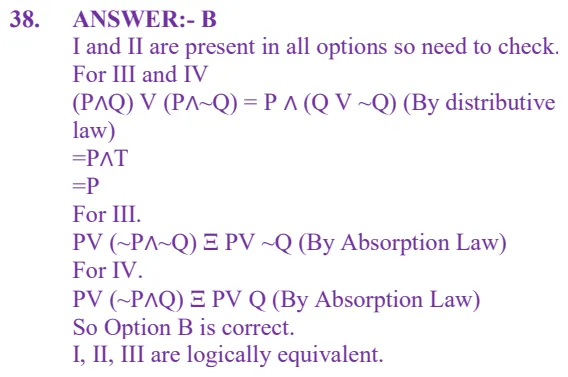 38. ANSWER:- B
I and II are present in all options so need to check.
For III and IV
(P∧Q) V (P∧~Q) = P ∧ (Q V ~Q) (By distributive
law)
=P∧T
=P
For III.
PV (~P∧~Q) Ξ PV ~Q (By Absorption Law)
For IV.
PV (~P∧Q) Ξ PV Q (By Absorption Law)
So Option B is correct.
I, II, III are logically equivalent.